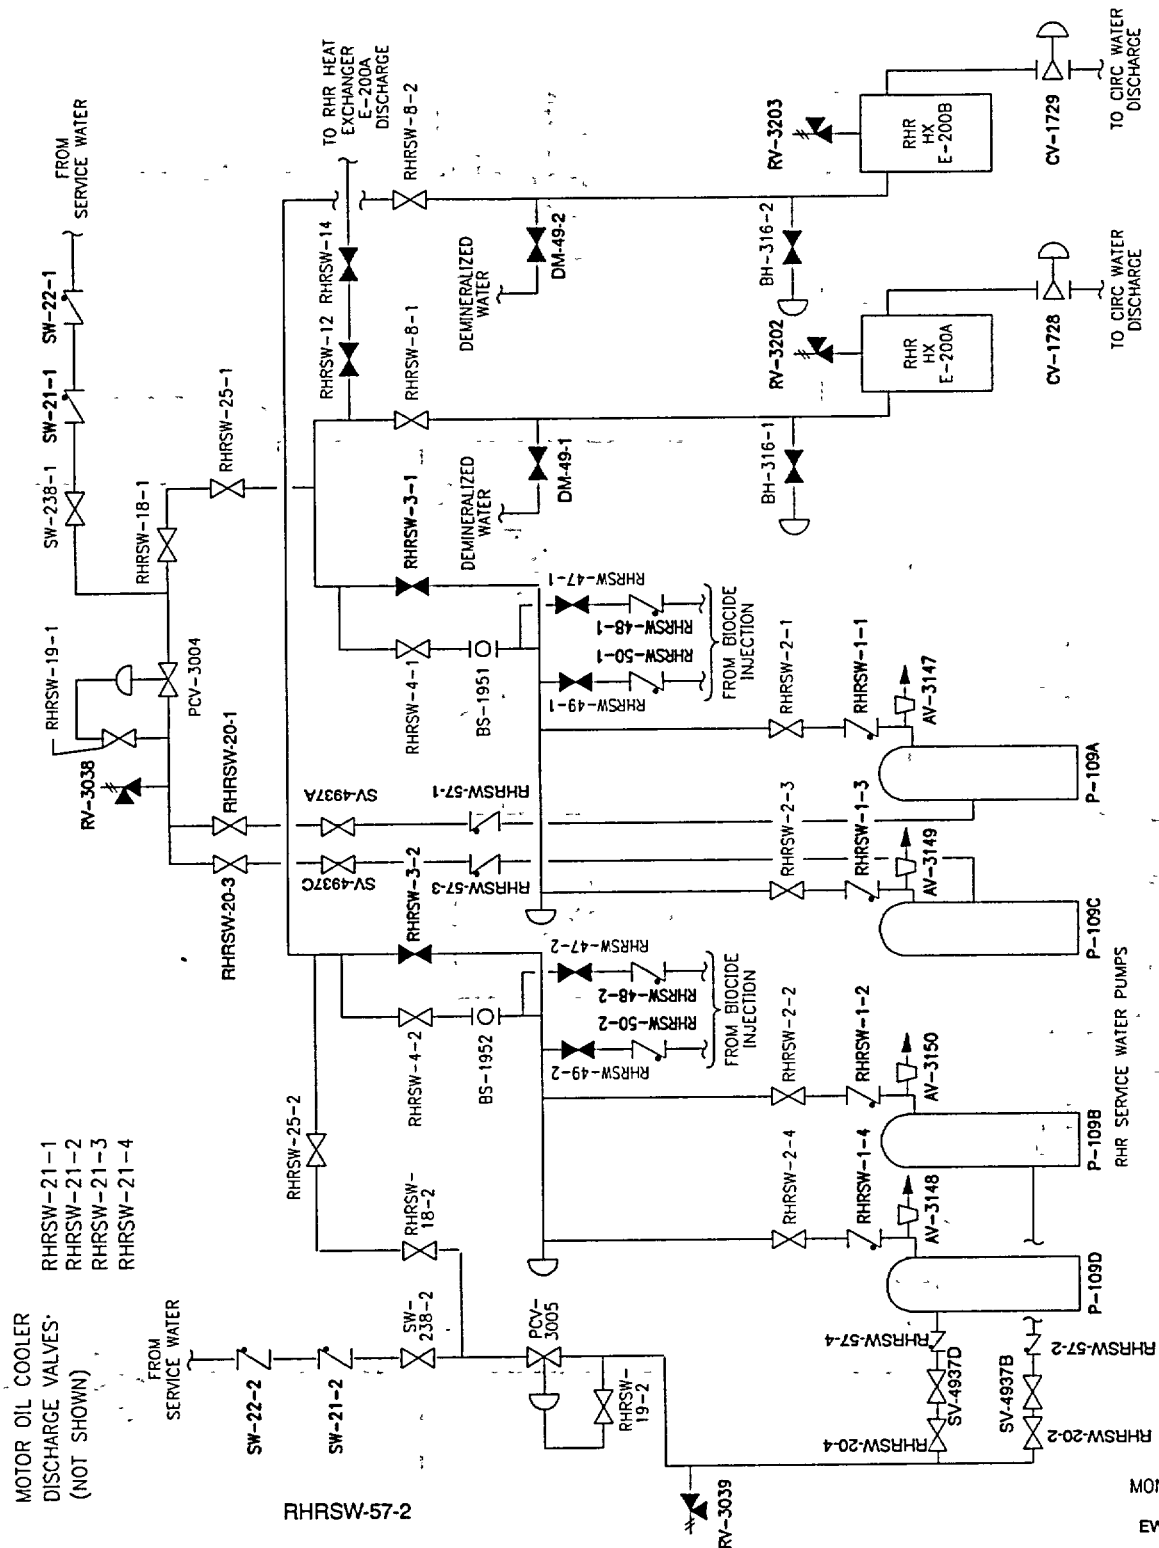 MOTOR OIL COOLER
DISCHARGE VALVES·
(NOT SHOWN)
RHRSW-21-1
RHRSW-21-2
RHRSW-21-3
RHRSW-21-4
FROM
SERVICE WATER
SW-22-1
SW-21-1
SW-238-1
RHRSW-18-1
RHRSW-25-1
RHRSW-19-1
PCV-3004
RV-3038
RHRSW-20-1
RHRSW-20-3
SV-4937A
SV-4937C
RHRSW-57-1
RHRSW-57-3
TO RHR HEAT
EXCHANGER
E-200A
DISCHARGE
RHRSW-8-2
RHRSW-14
RHRSW-12
RHRSW-8-1
DEMINERALIZED
WATER
DM-49-2
DEMINERALIZED
WATER
DM-49-1
BH-316-2
BH-316-1
RV-3203
RHR
HX
E-200B
CV-1729
TO CIRC WATER
DISCHARGE
RV-3202
RHR
HX
E-200A
CV-1728
TO CIRC WATER
DISCHARGE
RHRSW-3-1
RHRSW-4-1
BS-1951
RHRSW-47-1
RHRSW-48-1
RHRSW-50-1
RHRSW-49-1
FROM BIOCIDE
INJECTION
RHRSW-2-1
RHRSW-1-1
AV-3147
P-109A
RHRSW-2-3
RHRSW-1-3
AV-3149
P-109C
RHRSW-3-2
RHRSW-4-2
BS-1952
RHRSW-47-2
RHRSW-48-2
RHRSW-50-2
RHRSW-49-2
FROM BIOCIDE
INJECTION
RHRSW-2-2
RHRSW-1-2
AV-3150
P-109B
RHRSW-2-4
RHRSW-1-4
AV-3148
P-109D
RHR SERVICE WATER PUMPS
RHRSW-25-2
RHRSW-
18-2
FROM
SERVICE WATER
SW-22-2
SW-21-2
SW-
238-2
PCV-
3005
RHRSW-
19-2
RV-3039
RHRSW-57-4
SV-4937D
RHRSW-20-4
RHRSW-57-2
SV-4937B
RHRSW-20-2
RHRSW-57-2
MON
EW